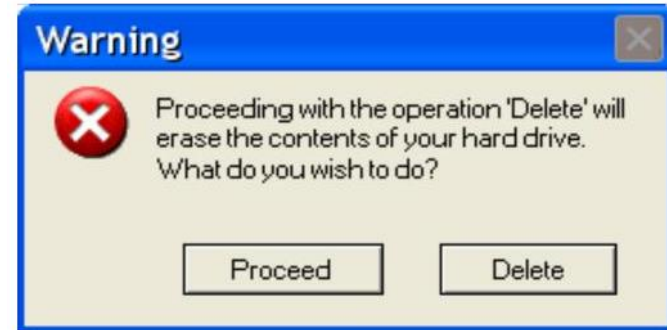 Warning
Proceeding with the operation 'Delete' will
erase the contents of your hard drive.
What do you wish to do?
Proceed
Delete